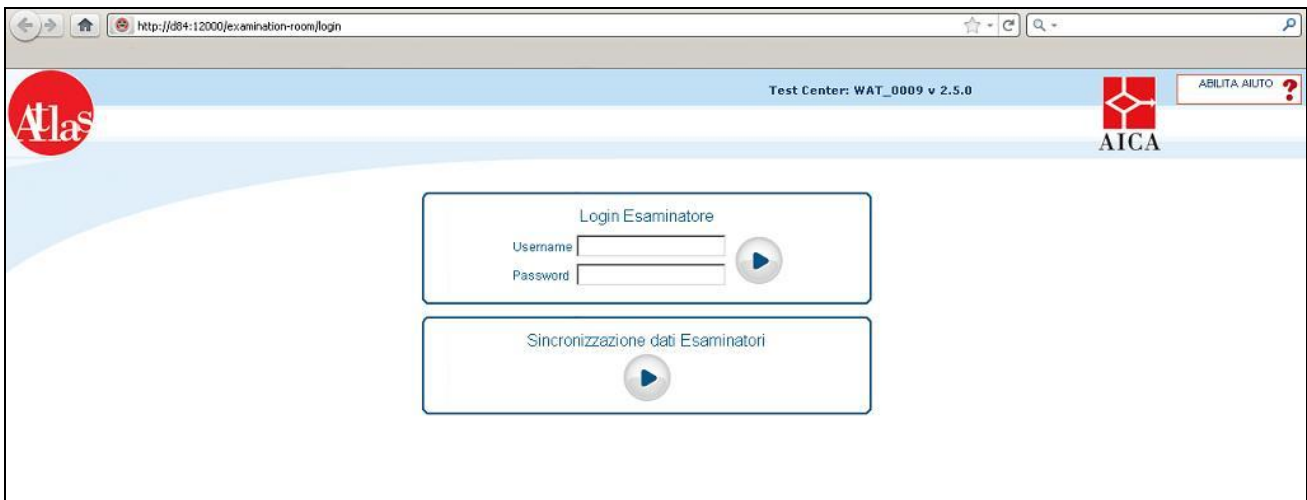 http://d84:12000/examination-room/login
Test Center: WAT_0009 v 2.5.0
ABILITA AIUTO ?
Atlas
AICA
Login Esaminatore
Username
Password
Sincronizzazione dati Esaminatori